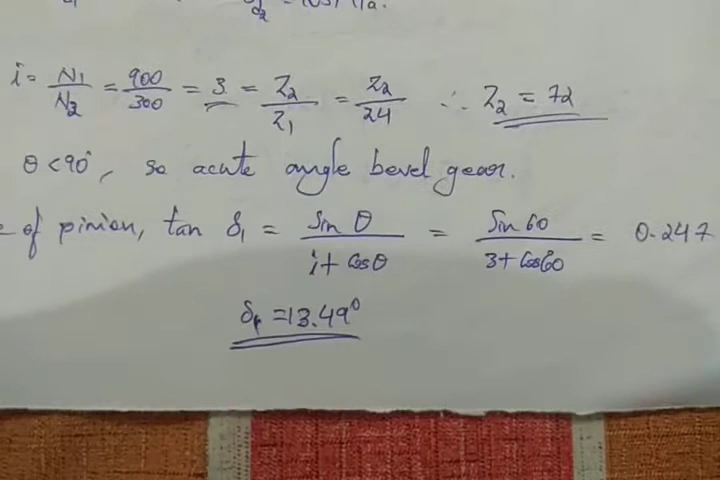 i = N1/N2 = 900/300 = 3 = Z2/Z1 = Z2/24 ∴ Z2 = 72
θ < 90°, so acute angle bevel gear.
of pinion, tan δ1 = Sin θ / i + Cos θ = Sin 60 / 3 + Cos 60 = 0.247
δ1 = 13.49°